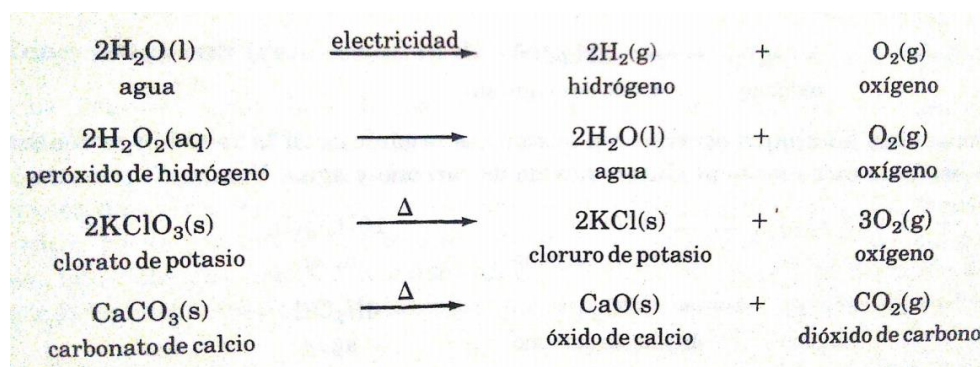 electricidad
2H₂O(l) → 2H₂(g) + O₂(g)
agua hidrógeno oxígeno
2H₂O₂(aq) → 2H₂O(l) + O₂(g)
peróxido de hidrógeno agua oxígeno
Δ
2KClO₃(s) → 2KCl(s) + 3O₂(g)
clorato de potasio cloruro de potasio oxígeno
Δ
CaCO₃(s) → CaO(s) + CO₂(g)
carbonato de calcio óxido de calcio dióxido de carbono